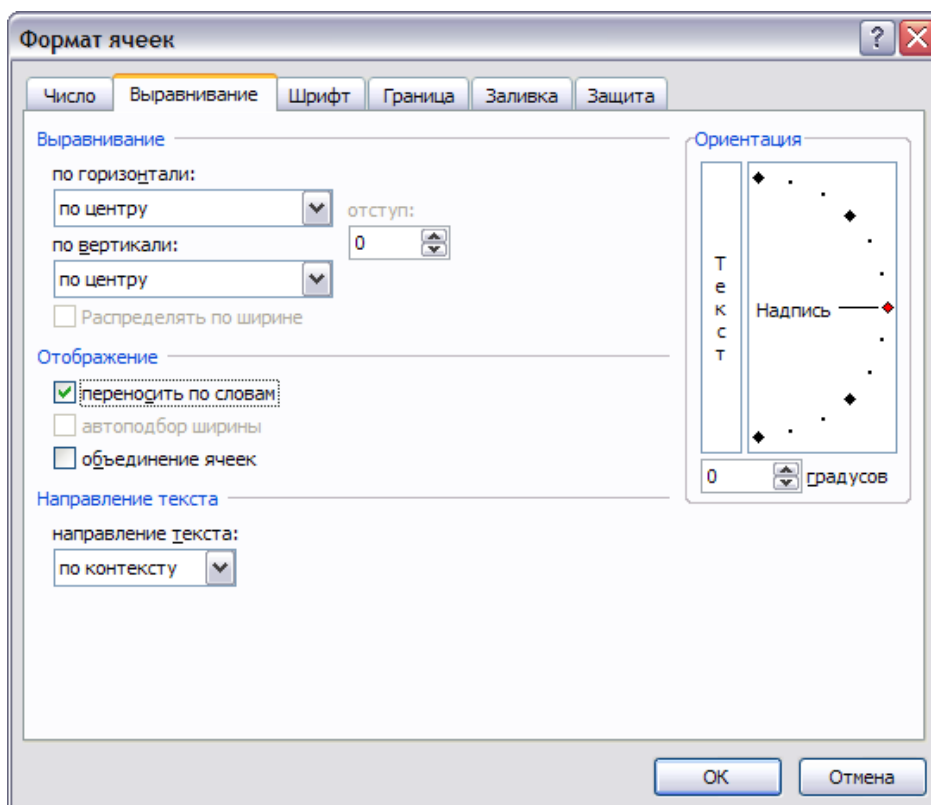 Формат ячеек
Число Выравнивание Шрифт Граница Заливка Защита
Выравнивание
по горизонтали:
по центру
отступ:
0
по вертикали:
по центру
Распределять по ширине
Отображение
переносить по словам
автоподбор ширины
объединение ячеек
Направление текста
направление текста:
по контексту
Ориентация
Текст
Надпись
0 градусов
ОК Отмена